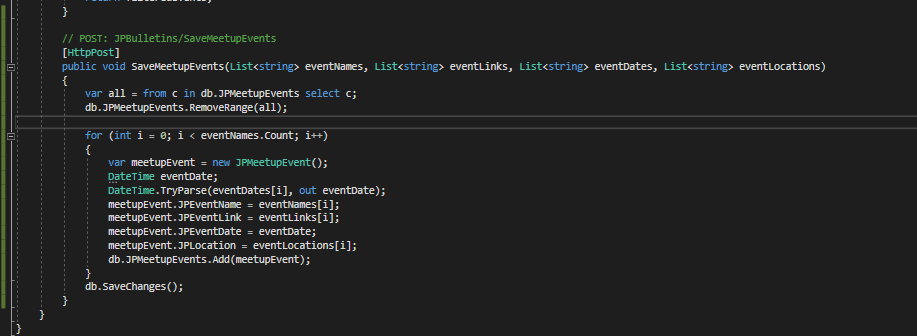 }
// POST: JPBulletins/SaveMeetupEvents
[HttpPost]
public void SaveMeetupEvents(List<string> eventNames, List<string> eventLinks, List<string> eventDates, List<string> eventLocations)
{
var all = from c in db.JPMeetupEvents select c;
db.JPMeetupEvents.RemoveRange(all);
for (int i = 0; i < eventNames.Count; i++)
{
var meetupEvent = new JPMeetupEvent();
DateTime eventDate;
DateTime.TryParse(eventDates[i], out eventDate);
meetupEvent.JPEventName = eventNames[i];
meetupEvent.JPEventLink = eventLinks[i];
meetupEvent.JPEventDate = eventDate;
meetupEvent.JPLocation = eventLocations[i];
db.JPMeetupEvents.Add(meetupEvent);
}
db.SaveChanges();
}
}
}